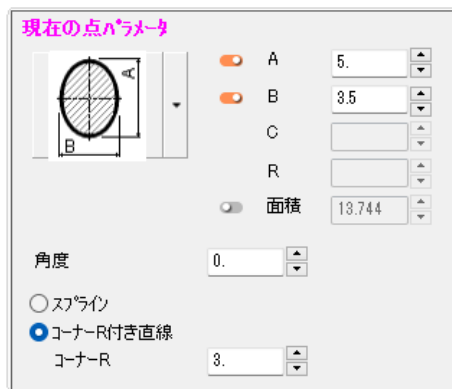 現在の点ﾊﾟﾗﾒｰﾀ
A 5.
B 3.5
C
R
面積 13.744
A
B
角度 0.
ｽﾌﾟﾗｲﾝ
ｺｰﾅｰR付き直線
ｺｰﾅｰR 3.